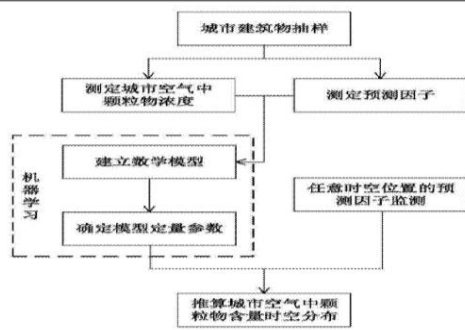 城市建筑物抽样
测定城市空气中
颗粒物浓度
测定预测因子
机器学习
建立数学模型
任意时空位置的预
测因子监测
确定模型定量参数
推算城市空气中颗
粒物含量时空分布